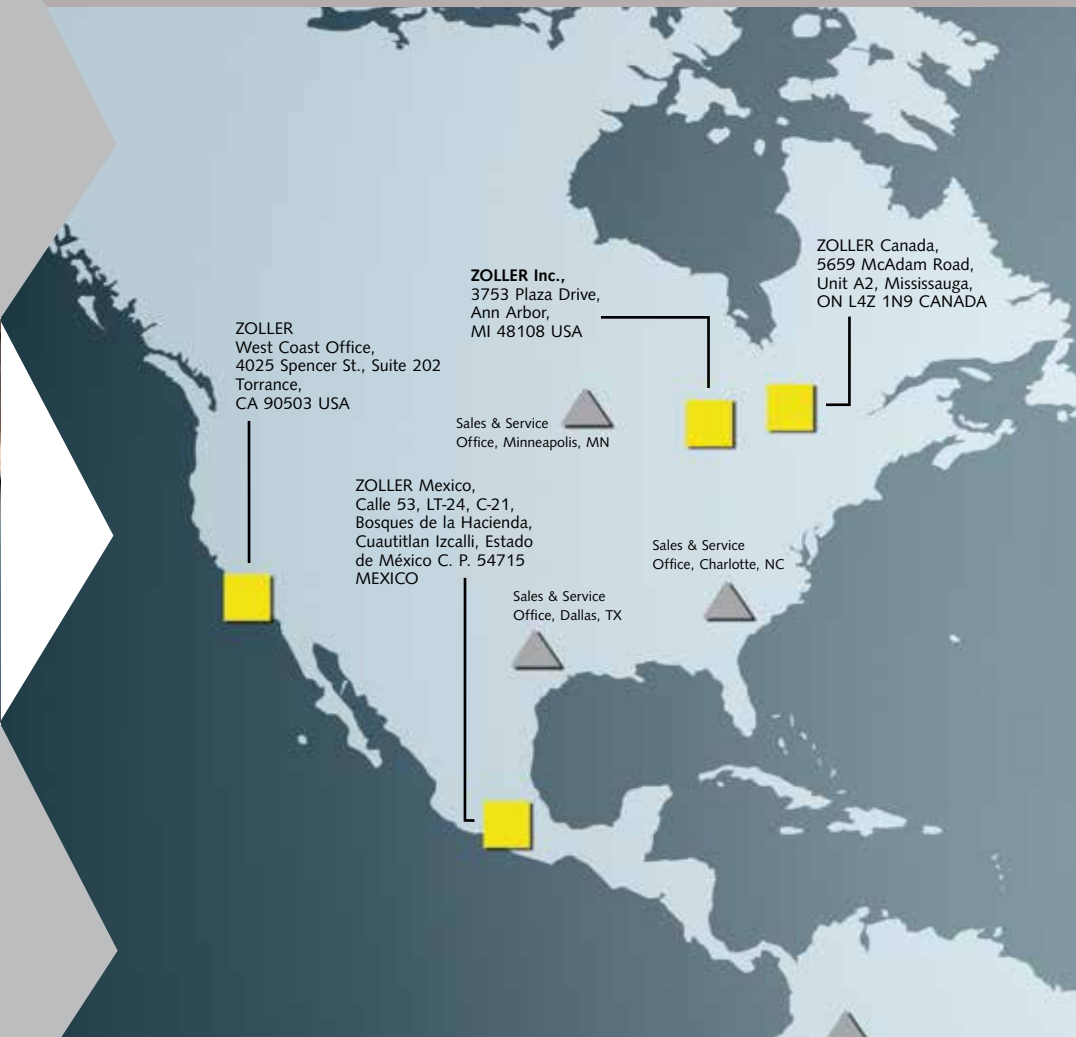 ZOLLER Canada,
5659 McAdam Road,
Unit A2, Mississauga,
ON L4Z 1N9 CANADA
ZOLLER Inc.,
3753 Plaza Drive,
Ann Arbor,
MI 48108 USA
ZOLLER
West Coast Office,
4025 Spencer St., Suite 202
Torrance,
CA 90503 USA
Sales & Service
Office, Minneapolis, MN
ZOLLER Mexico,
Calle 53, LT-24, C-21,
Bosques de la Hacienda,
Cuautitlan Izcalli, Estado
de México C. P. 54715
MEXICO
Sales & Service
Office, Charlotte, NC
Sales & Service
Office, Dallas, TX